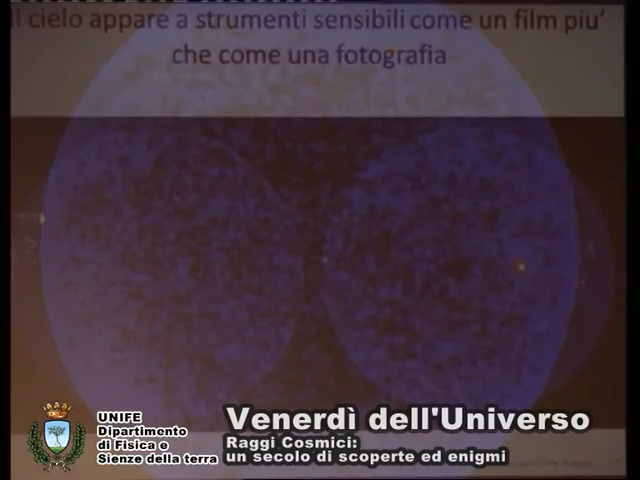 Il cielo appare a strumenti sensibili come un film piu'
che come una fotografia
UNIFE
Dipartimento
di Fisica e
Sienze della terra
Venerdì dell'Universo
Raggi Cosmici:
un secolo di scoperte ed enigmi